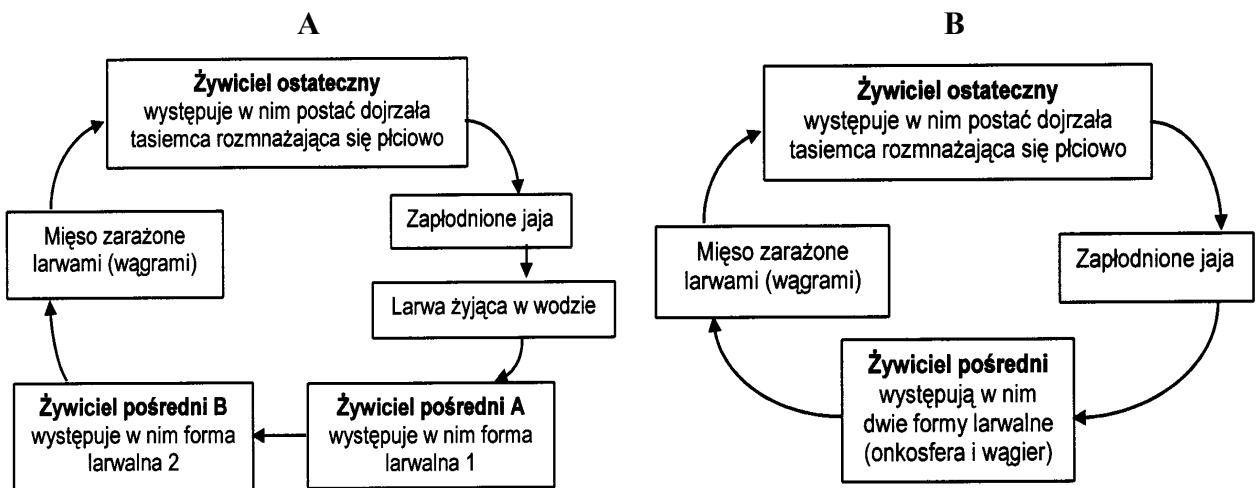 A
Żywiciel ostateczny
występuje w nim postać dojrzała
tasiemca rozmnażająca się płciowo
Zapłodnione jaja
Larwa żyjąca w wodzie
Żywiciel pośredni A
występuje w nim forma
larwalna 1
Żywiciel pośredni B
występuje w nim forma
larwalna 2
Mięso zarażone
larwami (wągrami)
B
Żywiciel ostateczny
występuje w nim postać dojrzała
tasiemca rozmnażająca się płciowo
Zapłodnione jaja
Żywiciel pośredni
występują w nim
dwie formy larwalne
(onkosfera i wągier)
Mięso zarażone
larwami (wągrami)